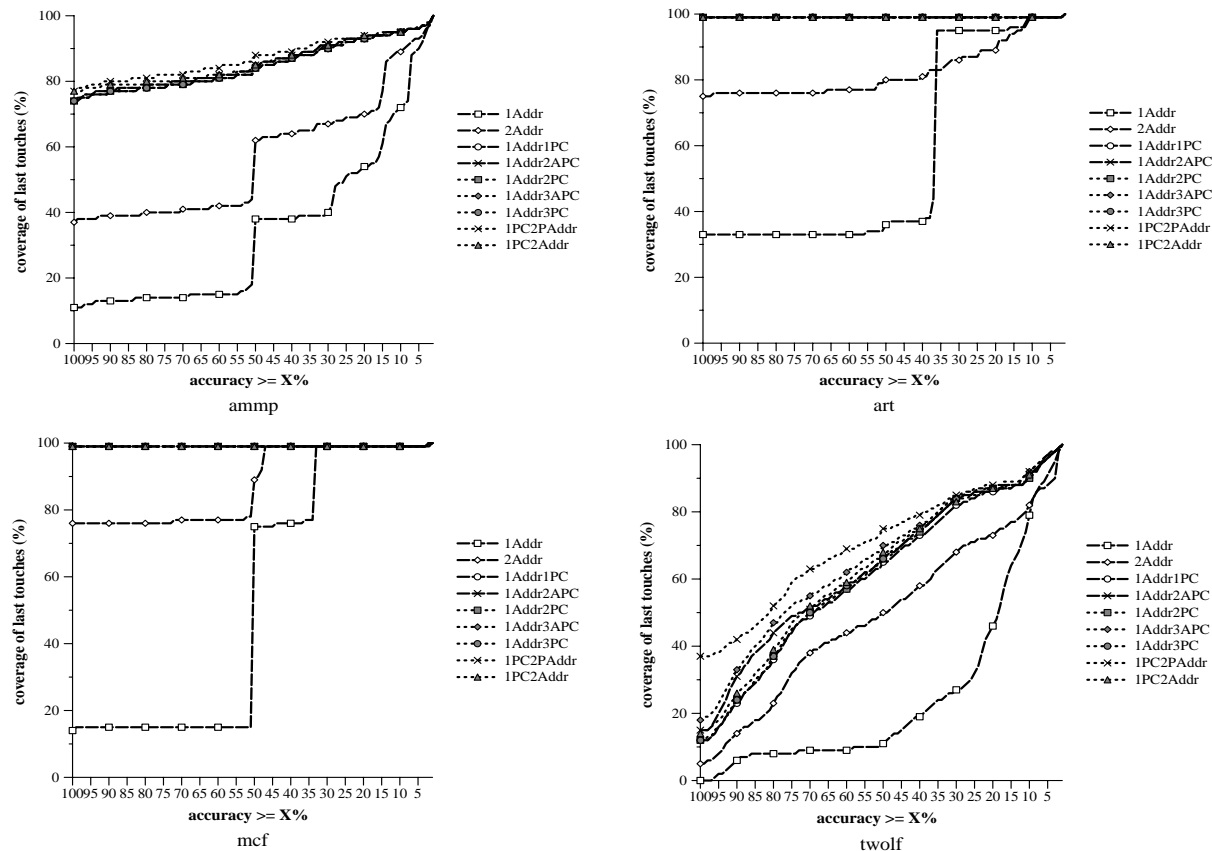 100
80
60
40
20
0
coverage of last touches (%)
10095 90 85 80 75 70 65 60 55 50 45 40 35 30 25 20 15 10 5
accuracy >= X%
ammp
1Addr
2Addr
1Addr1PC
1Addr2APC
1Addr2PC
1Addr3APC
1Addr3PC
1PC2PAddr
1PC2Addr
100
80
60
40
20
0
coverage of last touches (%)
10095 90 85 80 75 70 65 60 55 50 45 40 35 30 25 20 15 10 5
accuracy >= X%
art
1Addr
2Addr
1Addr1PC
1Addr2APC
1Addr2PC
1Addr3APC
1Addr3PC
1PC2PAddr
1PC2Addr
100
80
60
40
20
0
coverage of last touches (%)
10095 90 85 80 75 70 65 60 55 50 45 40 35 30 25 20 15 10 5
accuracy >= X%
mcf
1Addr
2Addr
1Addr1PC
1Addr2APC
1Addr2PC
1Addr3APC
1Addr3PC
1PC2PAddr
1PC2Addr
100
80
60
40
20
0
coverage of last touches (%)
10095 90 85 80 75 70 65 60 55 50 45 40 35 30 25 20 15 10 5
accuracy >= X%
twolf
1Addr
2Addr
1Addr1PC
1Addr2APC
1Addr2PC
1Addr3APC
1Addr3PC
1PC2PAddr
1PC2Addr